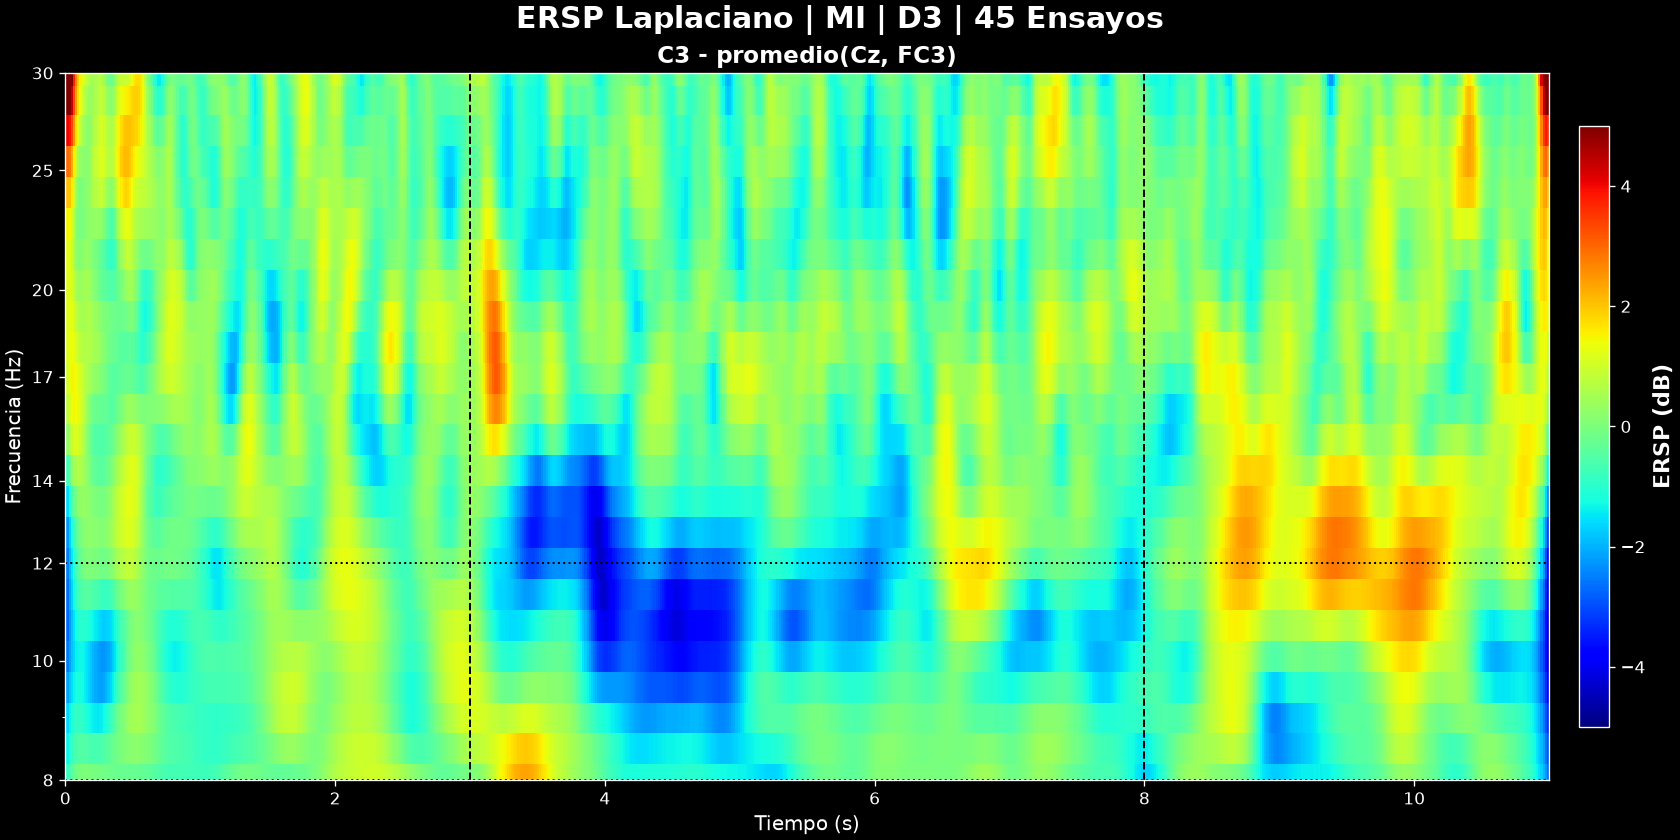 ERSP Laplaciano | MI | D3 | 45 Ensayos
C3 - promedio(Cz, FC3)
Frecuencia (Hz)
30
25
20
17
14
12
10
8
0 2 4 6 8 10
Tiempo (s)
4
2
0
−2
−4
ERSP (dB)